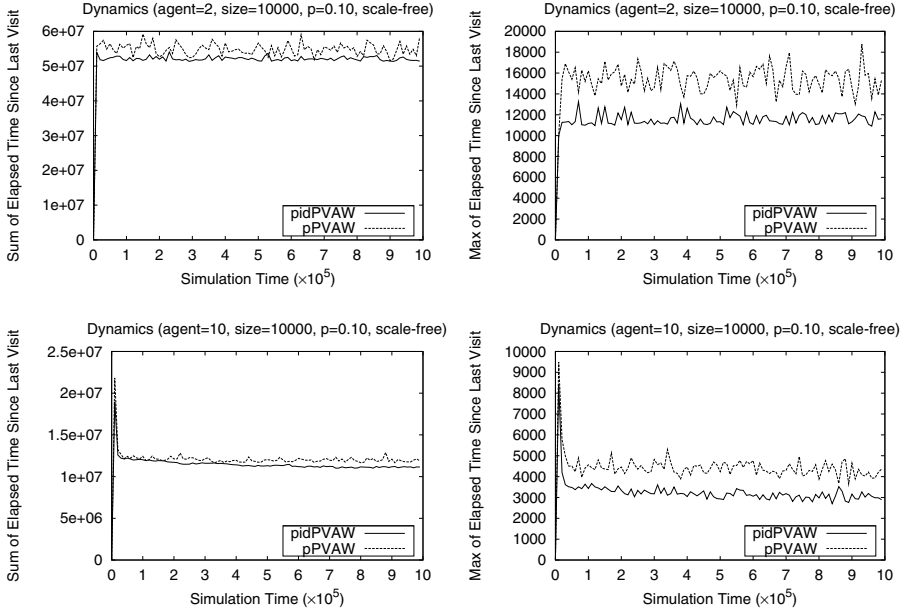 Dynamics (agent=2, size=10000, p=0.10, scale-free)
Sum of Elapsed Time Since Last Visit
6e+07
5e+07
4e+07
3e+07
2e+07
1e+07
0
pidPVAW
pPVAW
0 1 2 3 4 5 6 7 8 9 10
Simulation Time (×10^5)
Dynamics (agent=2, size=10000, p=0.10, scale-free)
Max of Elapsed Time Since Last Visit
20000
18000
16000
14000
12000
10000
8000
6000
4000
2000
0
pidPVAW
pPVAW
0 1 2 3 4 5 6 7 8 9 10
Simulation Time (×10^5)
Dynamics (agent=10, size=10000, p=0.10, scale-free)
Sum of Elapsed Time Since Last Visit
2.5e+07
2e+07
1.5e+07
1e+07
5e+06
0
pidPVAW
pPVAW
0 1 2 3 4 5 6 7 8 9 10
Simulation Time (×10^5)
Dynamics (agent=10, size=10000, p=0.10, scale-free)
Max of Elapsed Time Since Last Visit
10000
9000
8000
7000
6000
5000
4000
3000
2000
1000
0
pidPVAW
pPVAW
0 1 2 3 4 5 6 7 8 9 10
Simulation Time (×10^5)